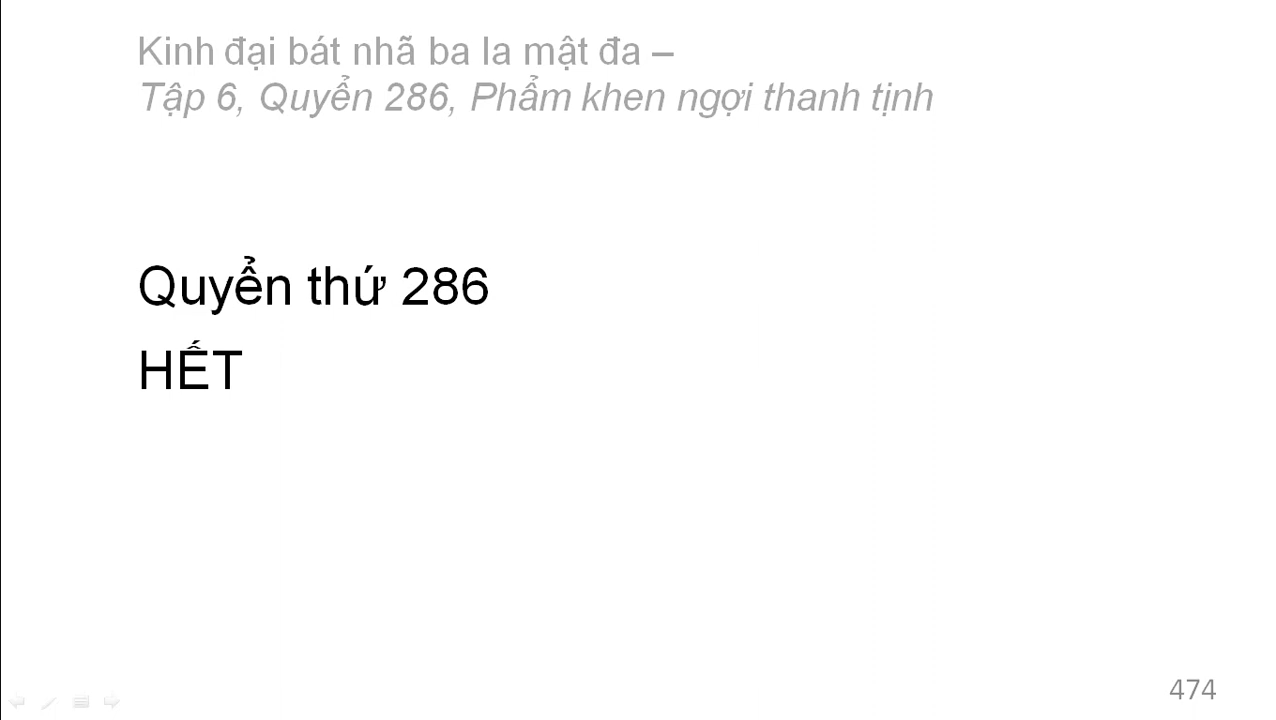 Kinh đại bát nhã ba la mật đa –
Tập 6, Quyển 286, Phẩm khen ngợi thanh tịnh
Quyển thứ 286
HẾT
474